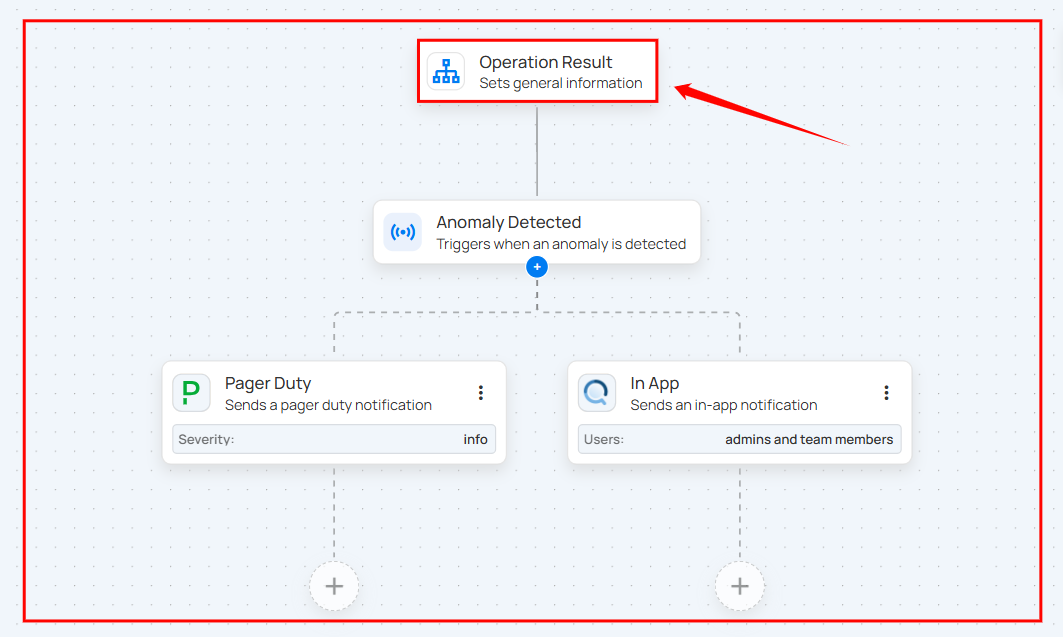 Operation Result
Sets general information
Anomaly Detected
Triggers when an anomaly is detected
Pager Duty
Sends a pager duty notification
Severity: info
In App
Sends an in-app notification
Users: admins and team members